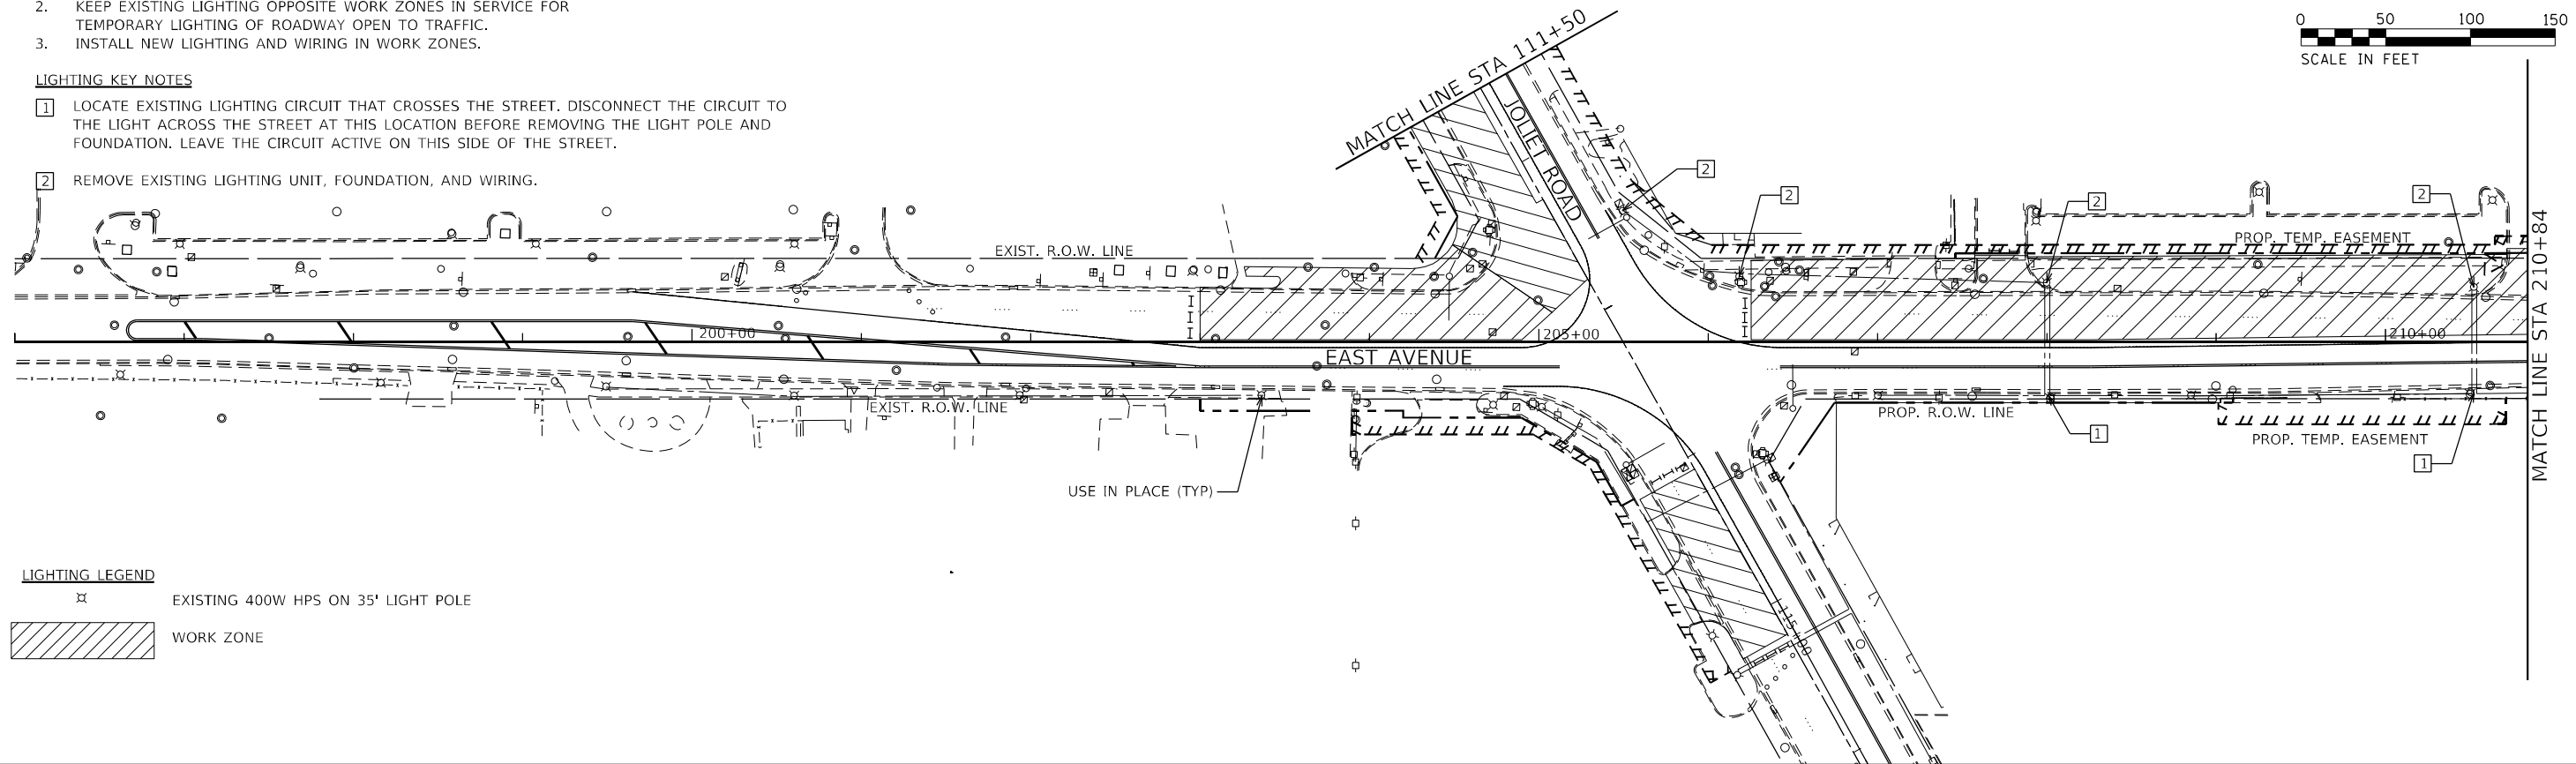 2. KEEP EXISTING LIGHTING OPPOSITE WORK ZONES IN SERVICE FOR
TEMPORARY LIGHTING OF ROADWAY OPEN TO TRAFFIC.
3. INSTALL NEW LIGHTING AND WIRING IN WORK ZONES.
LIGHTING KEY NOTES
1 LOCATE EXISTING LIGHTING CIRCUIT THAT CROSSES THE STREET. DISCONNECT THE CIRCUIT TO
THE LIGHT ACROSS THE STREET AT THIS LOCATION BEFORE REMOVING THE LIGHT POLE AND
FOUNDATION. LEAVE THE CIRCUIT ACTIVE ON THIS SIDE OF THE STREET.
2 REMOVE EXISTING LIGHTING UNIT, FOUNDATION, AND WIRING.
0 50 100 150
SCALE IN FEET
MATCH LINE STA 111+50
JOLIET ROAD
2
2
2
2
EXIST. R.O.W. LINE
PROP. TEMP. EASEMENT
MATCH LINE STA 210+84
200+00
205+00
210+00
EAST AVENUE
EXIST. R.O.W. LINE
PROP. R.O.W. LINE
PROP. TEMP. EASEMENT
1
1
USE IN PLACE (TYP)
115+00
LIGHTING LEGEND
EXISTING 400W HPS ON 35' LIGHT POLE
WORK ZONE